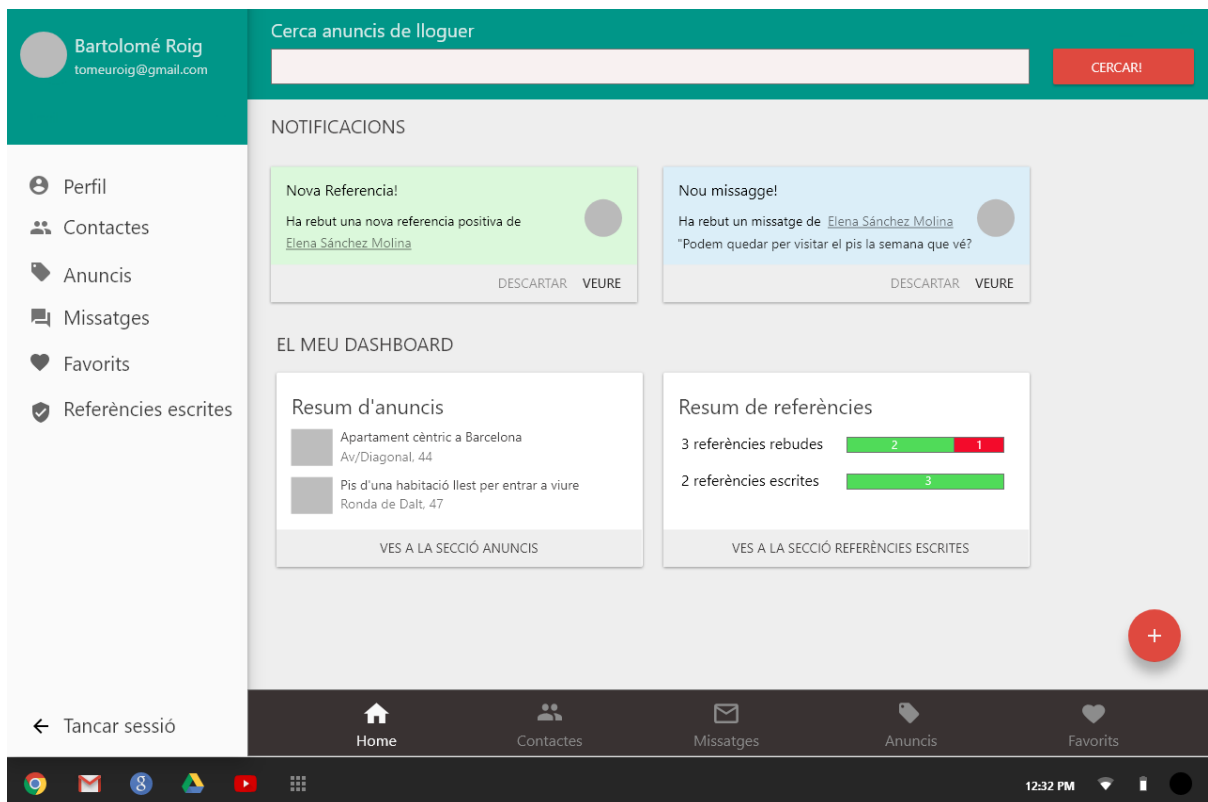 Bartolomé Roig
tomeuroig@gmail.com
Cerca anuncis de lloguer
CERCAR!
Perfil
Contactes
Anuncis
Missatges
Favorits
Referències escrites
Tancar sessió
NOTIFICACIONS
Nova Referencia!
Ha rebut una nova referencia positiva de
Elena Sánchez Molina
DESCARTAR VEURE
Nou missagge!
Ha rebut un missatge de Elena Sánchez Molina
"Podem quedar per visitar el pis la semana que vé?
DESCARTAR VEURE
EL MEU DASHBOARD
Resum d'anuncis
Apartament cèntric a Barcelona
Av/Diagonal, 44
Pis d'una habitació llest per entrar a viure
Ronda de Dalt, 47
VES A LA SECCIÓ ANUNCIS
Resum de referències
3 referències rebudes 2 1
2 referències escrites 3
VES A LA SECCIÓ REFERÈNCIES ESCRITES
+
Home Contactes Missatges Anuncis Favorits
8 12:32 PM